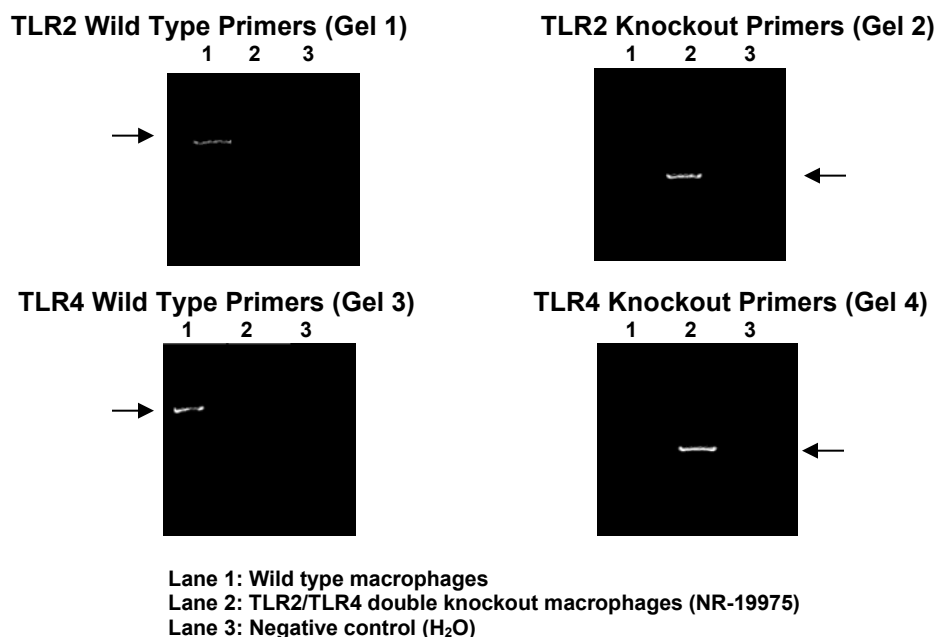 TLR2 Wild Type Primers (Gel 1)
1 2 3
TLR2 Knockout Primers (Gel 2)
1 2 3
TLR4 Wild Type Primers (Gel 3)
1 2 3
TLR4 Knockout Primers (Gel 4)
1 2 3
Lane 1: Wild type macrophages
Lane 2: TLR2/TLR4 double knockout macrophages (NR-19975)
Lane 3: Negative control (H₂O)